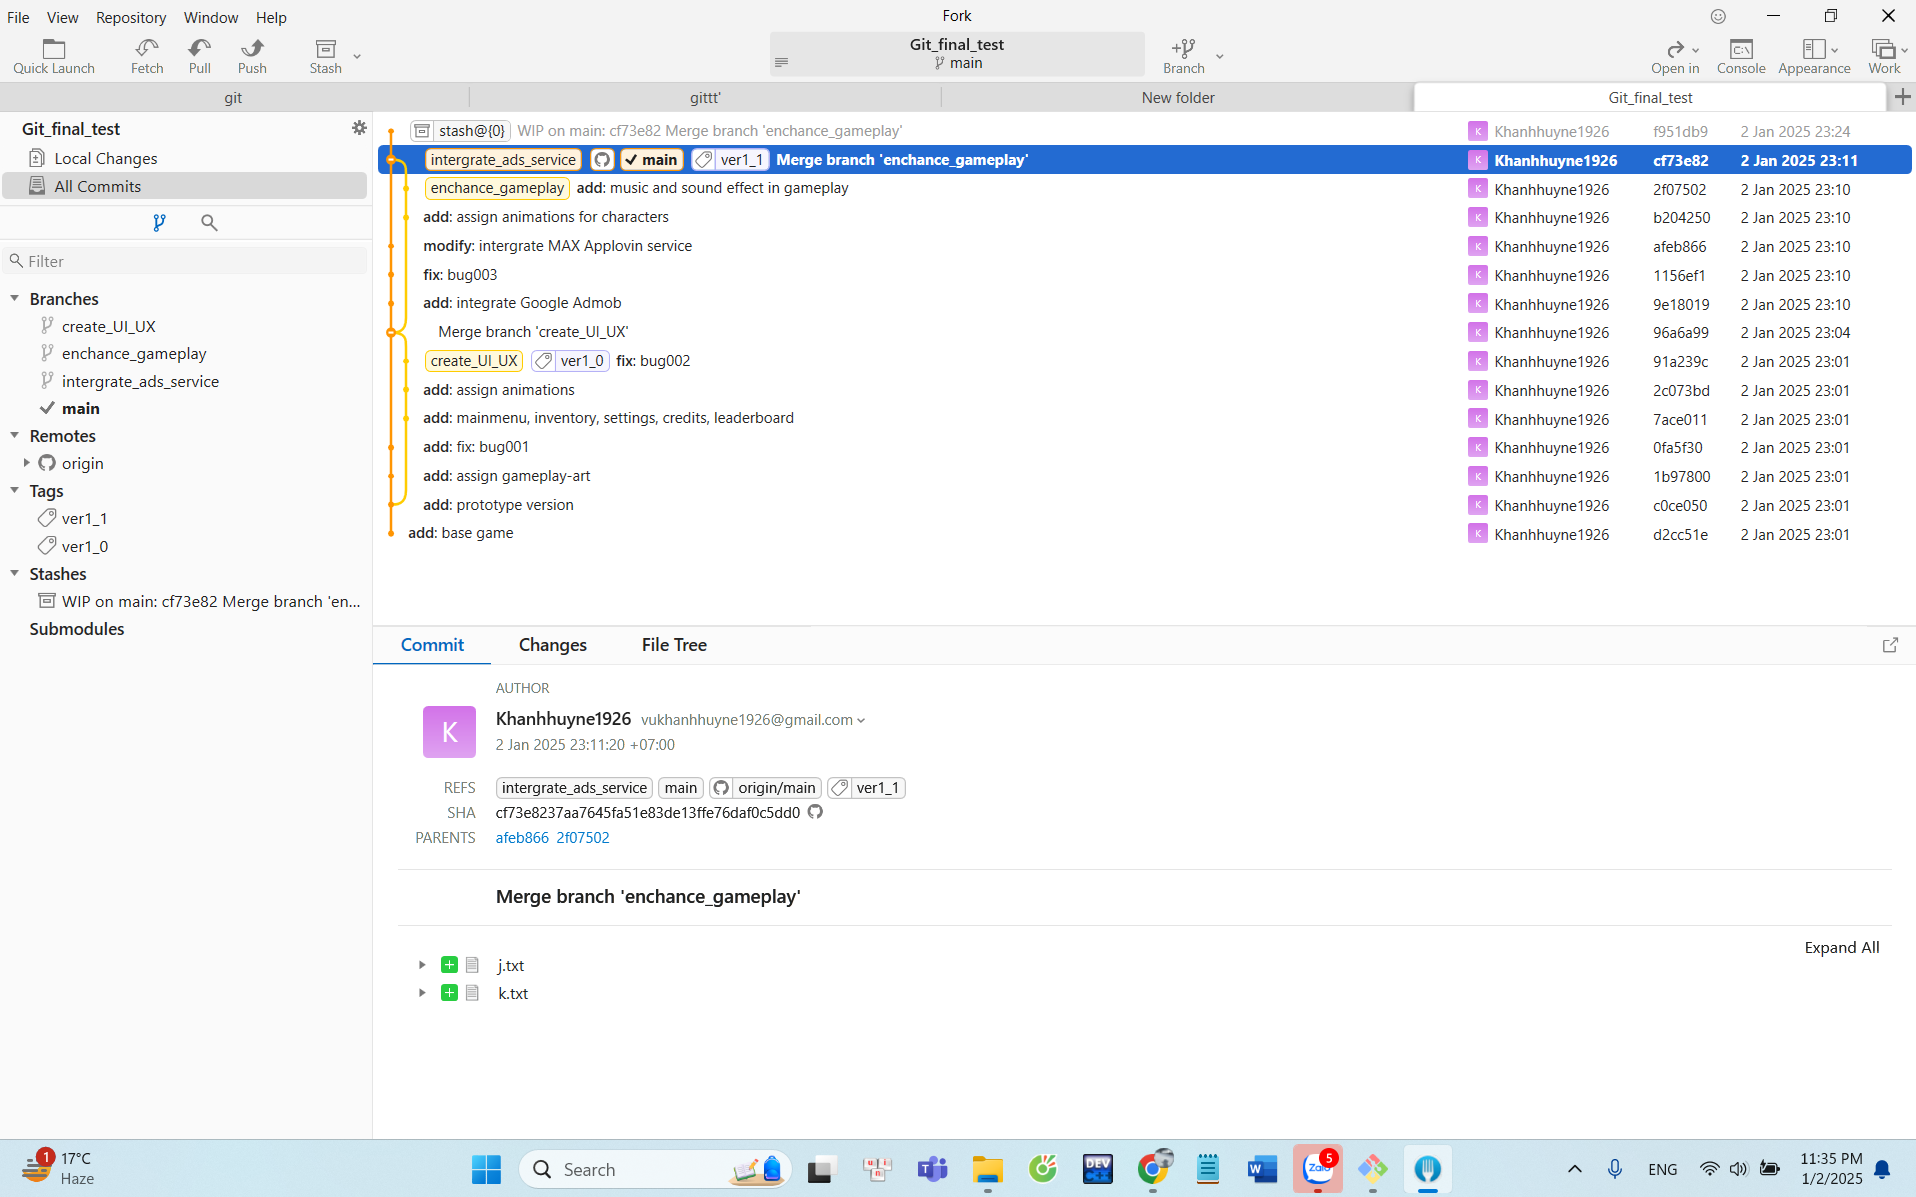 File View Repository Window Help
Fork
Quick Launch
Fetch
Pull
Push
Stash
Git_final_test
main
Branch
Open in
Console
Appearance
Work
git
gittt'
New folder
Git_final_test
Git_final_test
Local Changes
All Commits
Filter
Branches
create_UI_UX
enchance_gameplay
intergrate_ads_service
main
Remotes
origin
Tags
ver1_1
ver1_0
Stashes
WIP on main: cf73e82 Merge branch 'en...
Submodules
stash@{0} WIP on main: cf73e82 Merge branch 'enchance_gameplay' K Khanhhuyne1926 f951db9 2 Jan 2025 23:24
intergrate_ads_service main ver1_1 Merge branch 'enchance_gameplay' K Khanhhuyne1926 cf73e82 2 Jan 2025 23:11
enchance_gameplay add: music and sound effect in gameplay K Khanhhuyne1926 2f07502 2 Jan 2025 23:10
add: assign animations for characters K Khanhhuyne1926 b204250 2 Jan 2025 23:10
modify: intergrate MAX Applovin service K Khanhhuyne1926 afeb866 2 Jan 2025 23:10
fix: bug003 K Khanhhuyne1926 1156ef1 2 Jan 2025 23:10
add: integrate Google Admob K Khanhhuyne1926 9e18019 2 Jan 2025 23:10
Merge branch 'create_UI_UX' K Khanhhuyne1926 96a6a99 2 Jan 2025 23:04
create_UI_UX ver1_0 fix: bug002 K Khanhhuyne1926 91a239c 2 Jan 2025 23:01
add: assign animations K Khanhhuyne1926 2c073bd 2 Jan 2025 23:01
add: mainmenu, inventory, settings, credits, leaderboard K Khanhhuyne1926 7ace011 2 Jan 2025 23:01
add: fix: bug001 K Khanhhuyne1926 0fa5f30 2 Jan 2025 23:01
add: assign gameplay-art K Khanhhuyne1926 1b97800 2 Jan 2025 23:01
add: prototype version K Khanhhuyne1926 c0ce050 2 Jan 2025 23:01
add: base game K Khanhhuyne1926 d2cc51e 2 Jan 2025 23:01
Commit Changes File Tree
AUTHOR
K
Khanhhuyne1926 vukhanhhuyne1926@gmail.com
2 Jan 2025 23:11:20 +07:00
REFS intergrate_ads_service main origin/main ver1_1
SHA cf73e8237aa7645fa51e83de13ffe76daf0c5dd0
PARENTS afeb866 2f07502
Merge branch 'enchance_gameplay'
Expand All
j.txt
k.txt
1
17°C
Haze
Search
DEV C++
Zalo
5
ENG
11:35 PM
1/2/2025